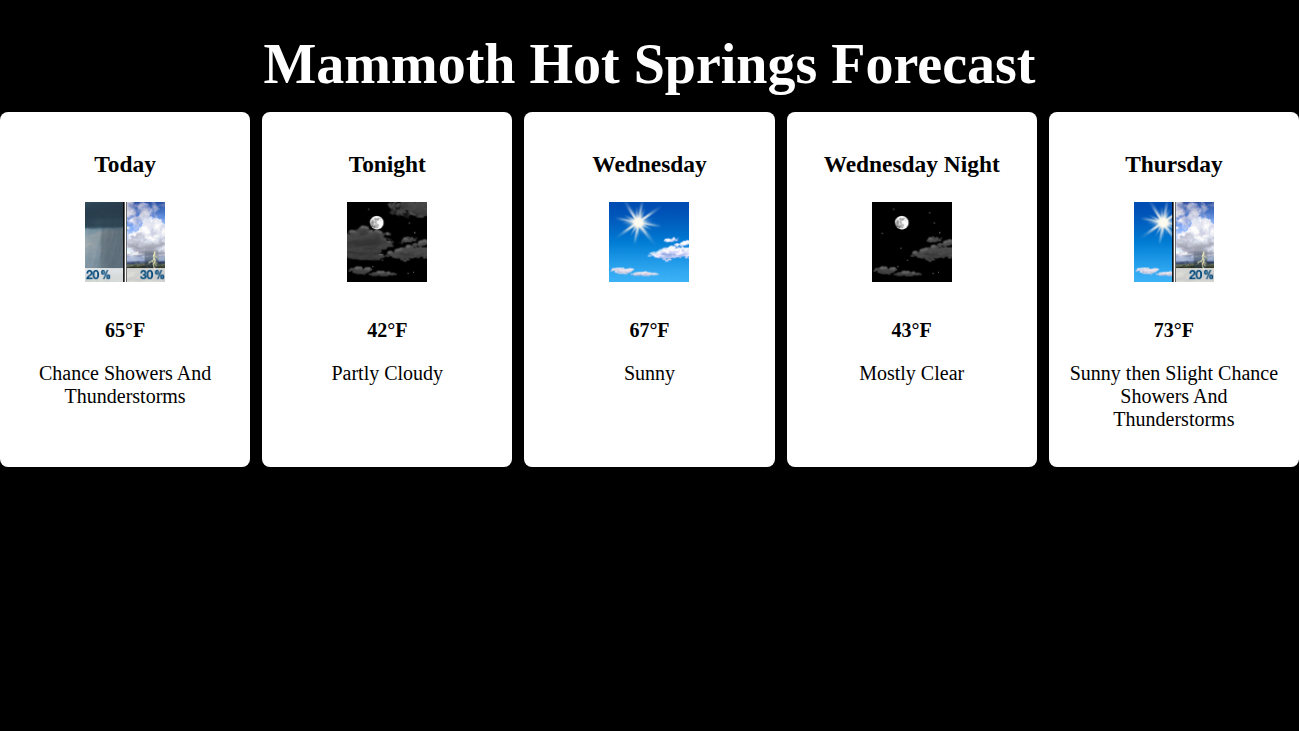 Mammoth Hot Springs Forecast
Today
20%
30%
65°F
Chance Showers And
Thunderstorms
Tonight
42°F
Partly Cloudy
Wednesday
67°F
Sunny
Wednesday Night
43°F
Mostly Clear
Thursday
20%
73°F
Sunny then Slight Chance
Showers And
Thunderstorms